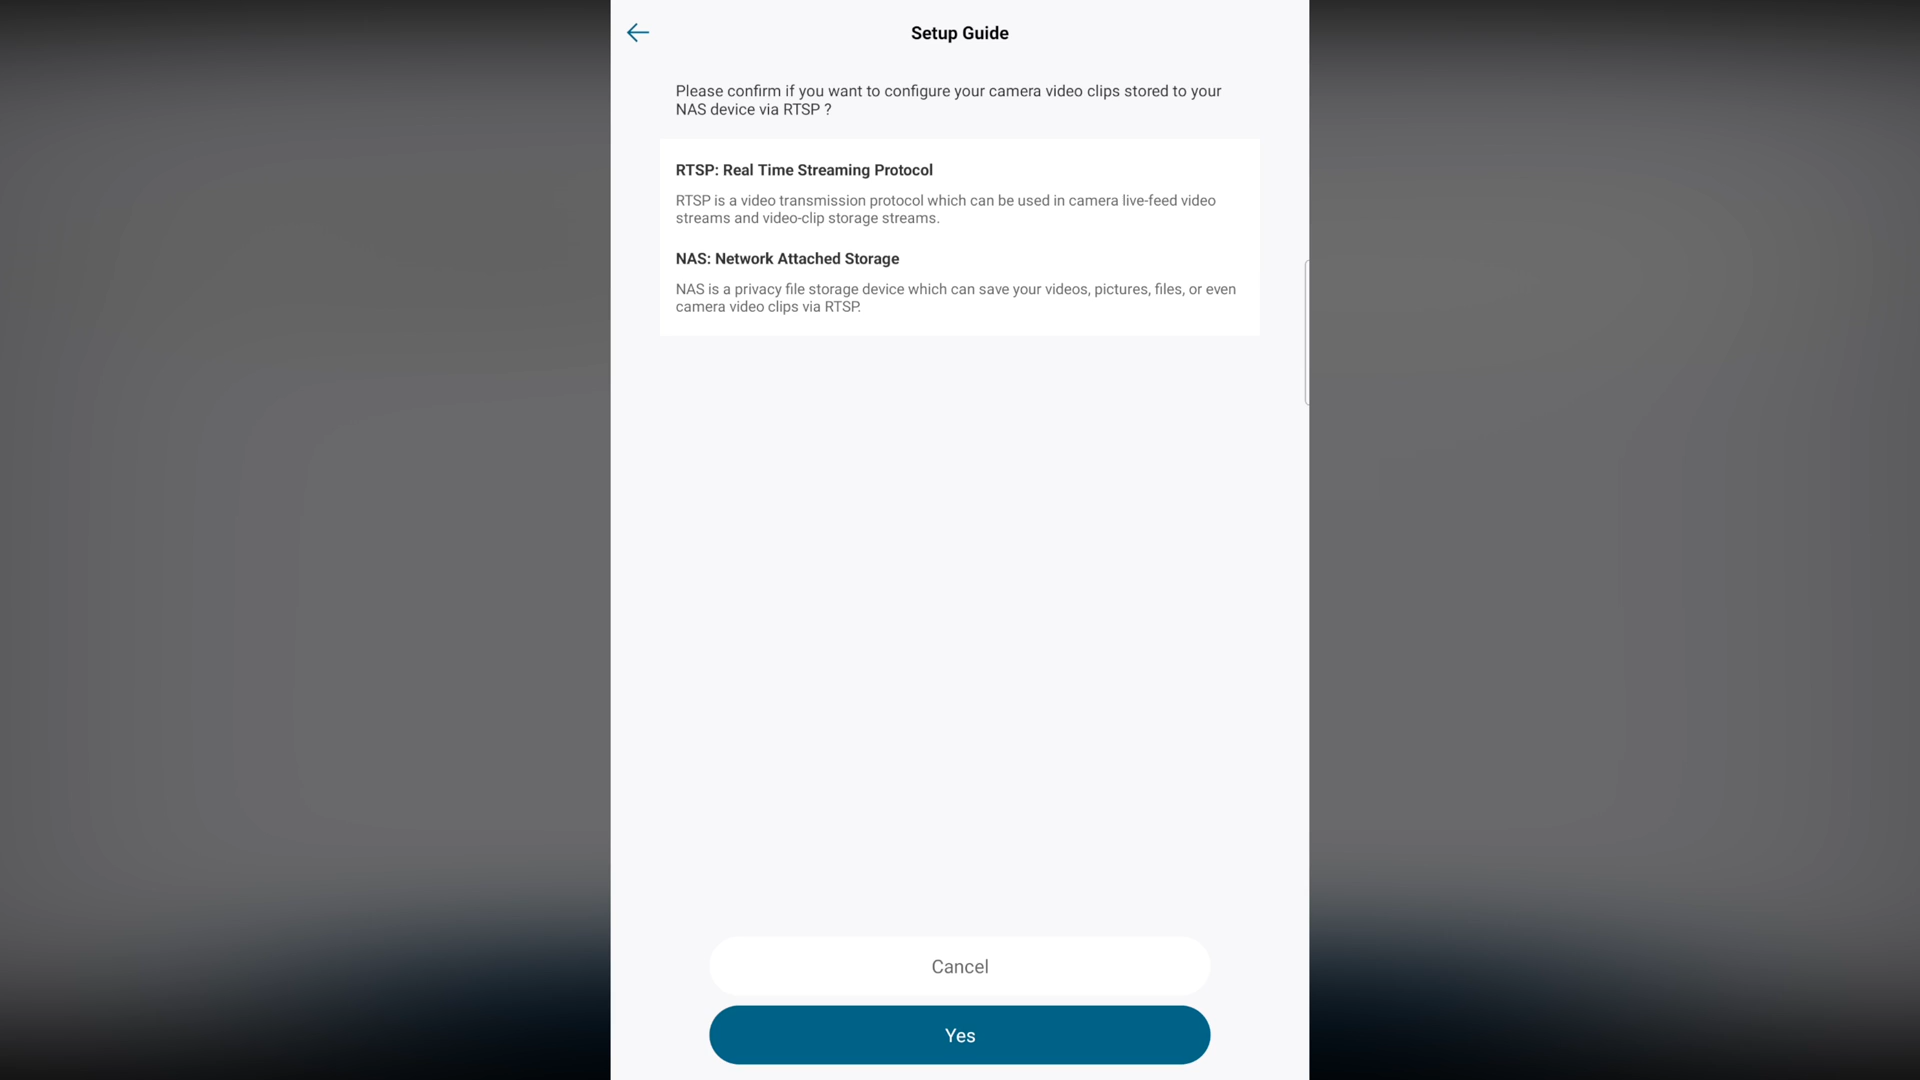 Setup Guide
Please confirm if you want to configure your camera video clips stored to your
NAS device via RTSP ?
RTSP: Real Time Streaming Protocol
RTSP is a video transmission protocol which can be used in camera live-feed video
streams and video-clip storage streams.
NAS: Network Attached Storage
NAS is a privacy file storage device which can save your videos, pictures, files, or even
camera video clips via RTSP.
Cancel
Yes